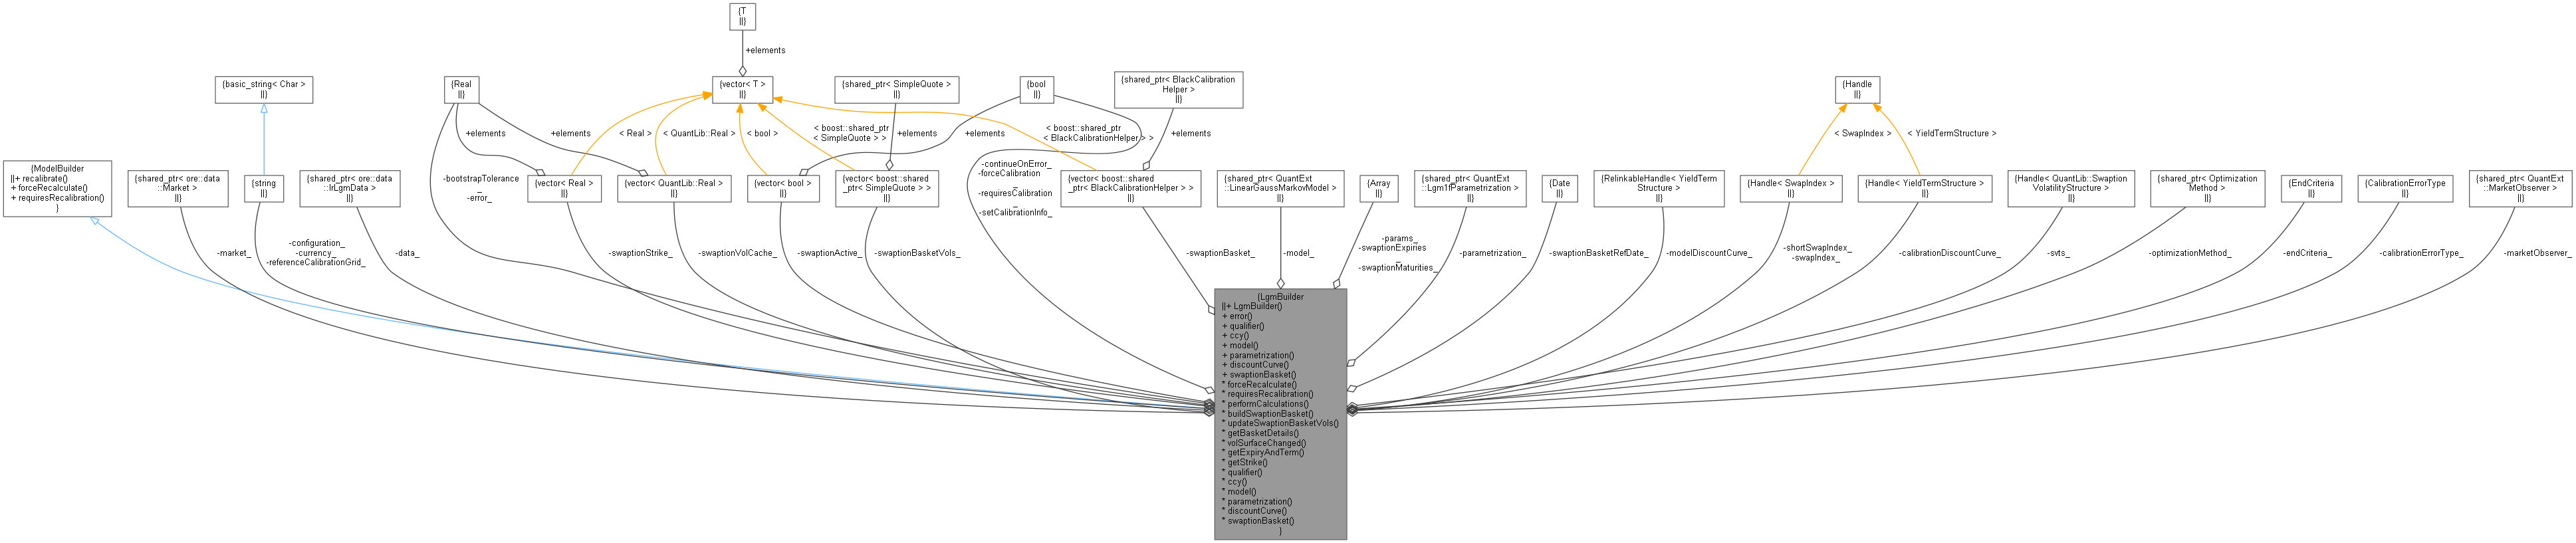 {T
||}
+elements
{basic_string< Char >
||}
{Real
||}
{vector< T >
||}
{shared_ptr< SimpleQuote >
||}
{bool
||}
{shared_ptr< BlackCalibration
Helper >
||}
{Handle
||}
+elements
+elements
< Real >
< QuantLib::Real >
< bool >
< boost::shared_ptr
< SimpleQuote > >
+elements
+elements
< boost::shared_ptr
< BlackCalibrationHelper > >
+elements
< SwapIndex >
< YieldTermStructure >
{ModelBuilder
||+ recalibrate()
+ forceRecalculate()
+ requiresRecalibration()
}
{shared_ptr< ore::data
::Market >
||}
{string
||}
{shared_ptr< ore::data
::IrLgmData >
||}
-bootstrapTolerance
_
-error_
{vector< Real >
||}
{vector< QuantLib::Real >
||}
{vector< bool >
||}
{vector< boost::shared
_ptr< SimpleQuote > >
||}
-continueOnError_
-forceCalibration
_
-requiresCalibration
_
-setCalibrationInfo_
{vector< boost::shared
_ptr< BlackCalibrationHelper > >
||}
{shared_ptr< QuantExt
::LinearGaussMarkovModel >
||}
{Array
||}
{shared_ptr< QuantExt
::Lgm1fParametrization >
||}
{Date
||}
{RelinkableHandle< YieldTerm
Structure >
||}
{Handle< SwapIndex >
||}
{Handle< YieldTermStructure >
||}
{Handle< QuantLib::Swaption
VolatilityStructure >
||}
{shared_ptr< Optimization
Method >
||}
{EndCriteria
||}
{CalibrationErrorType
||}
{shared_ptr< QuantExt
::MarketObserver >
||}
-market_
-configuration_
-currency_
-referenceCalibrationGrid_
-data_
-swaptionStrike_
-swaptionVolCache_
-swaptionActive_
-swaptionBasketVols_
-swaptionBasket_
-model_
-params_
-swaptionExpiries
_
-swaptionMaturities_
-parametrization_
-swaptionBasketRefDate_
-modelDiscountCurve_
-shortSwapIndex_
-swapIndex_
-calibrationDiscountCurve_
-svts_
-optimizationMethod_
-endCriteria_
-calibrationErrorType_
-marketObserver_
{LgmBuilder
||+ LgmBuilder()
+ error()
+ qualifier()
+ ccy()
+ model()
+ parametrization()
+ discountCurve()
+ swaptionBasket()
* forceRecalculate()
* requiresRecalibration()
* performCalculations()
* buildSwaptionBasket()
* updateSwaptionBasketVols()
* getBasketDetails()
* volSurfaceChanged()
* getExpiryAndTerm()
* getStrike()
* qualifier()
* ccy()
* model()
* parametrization()
* discountCurve()
* swaptionBasket()
}